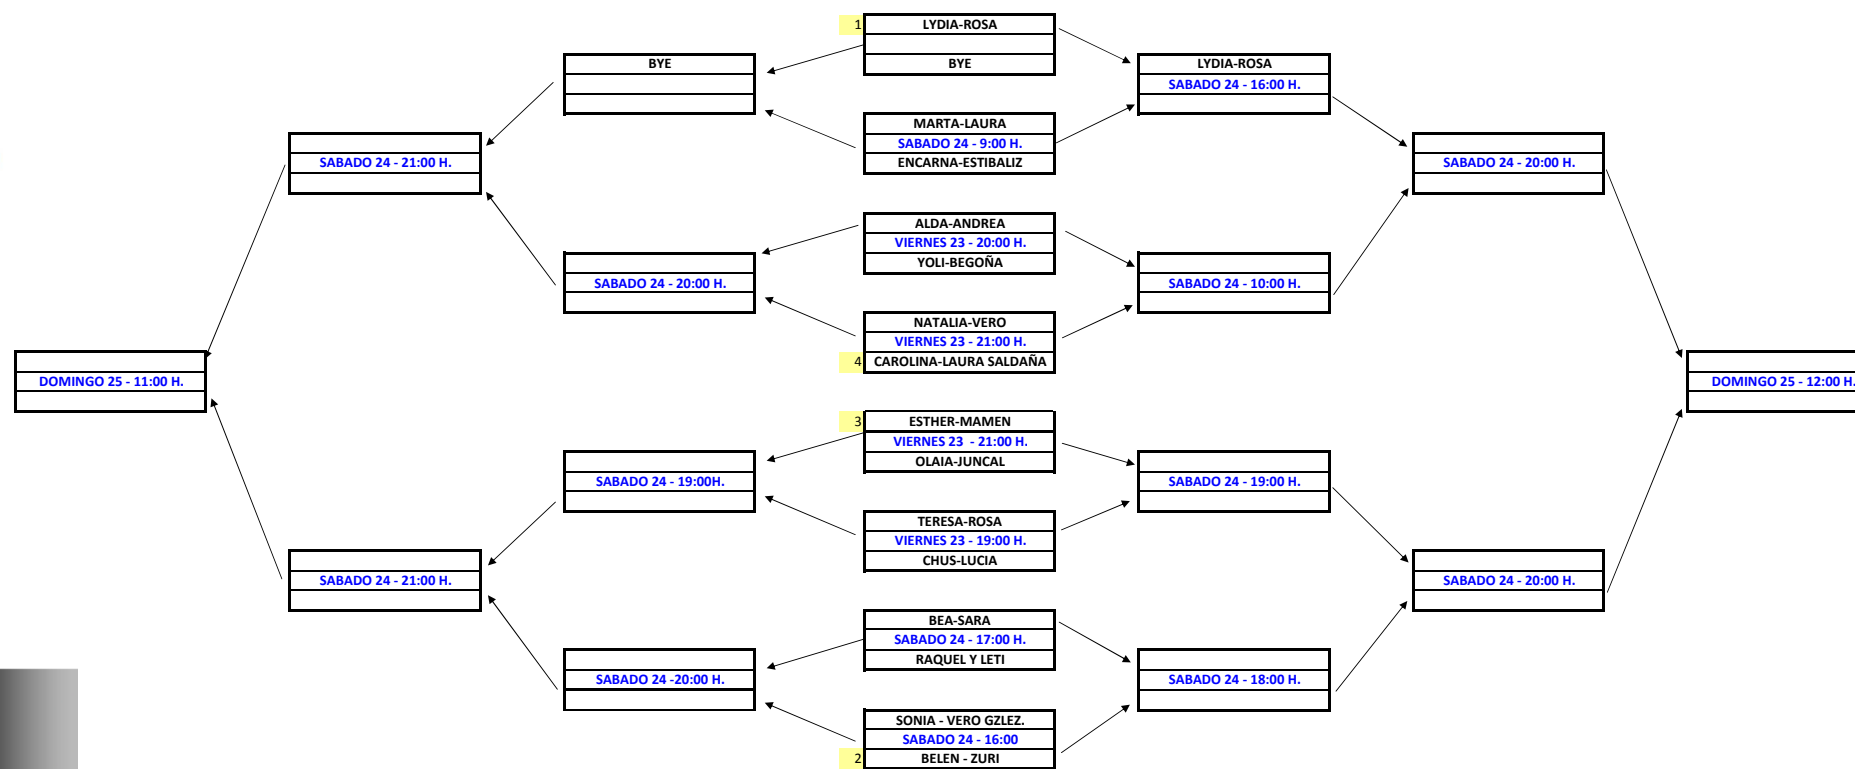 1 LYDIA-ROSA
BYE
BYE
LYDIA-ROSA
SABADO 24 - 16:00 H.
MARTA-LAURA
SABADO 24 - 9:00 H.
ENCARNA-ESTIBALIZ
SABADO 24 - 21:00 H.
SABADO 24 - 20:00 H.
ALDA-ANDREA
VIERNES 23 - 20:00 H.
YOLI-BEGOÑA
SABADO 24 - 20:00 H.
SABADO 24 - 10:00 H.
NATALIA-VERO
VIERNES 23 - 21:00 H.
4 CAROLINA-LAURA SALDAÑA
DOMINGO 25 - 11:00 H.
DOMINGO 25 - 12:00 H.
3 ESTHER-MAMEN
VIERNES 23 - 21:00 H.
OLAIA-JUNCAL
SABADO 24 - 19:00H.
SABADO 24 - 19:00 H.
TERESA-ROSA
VIERNES 23 - 19:00 H.
CHUS-LUCIA
SABADO 24 - 21:00 H.
SABADO 24 - 20:00 H.
BEA-SARA
SABADO 24 - 17:00 H.
RAQUEL Y LETI
SABADO 24 -20:00 H.
SABADO 24 - 18:00 H.
SONIA - VERO GZLEZ.
SABADO 24 - 16:00
2 BELEN - ZURI